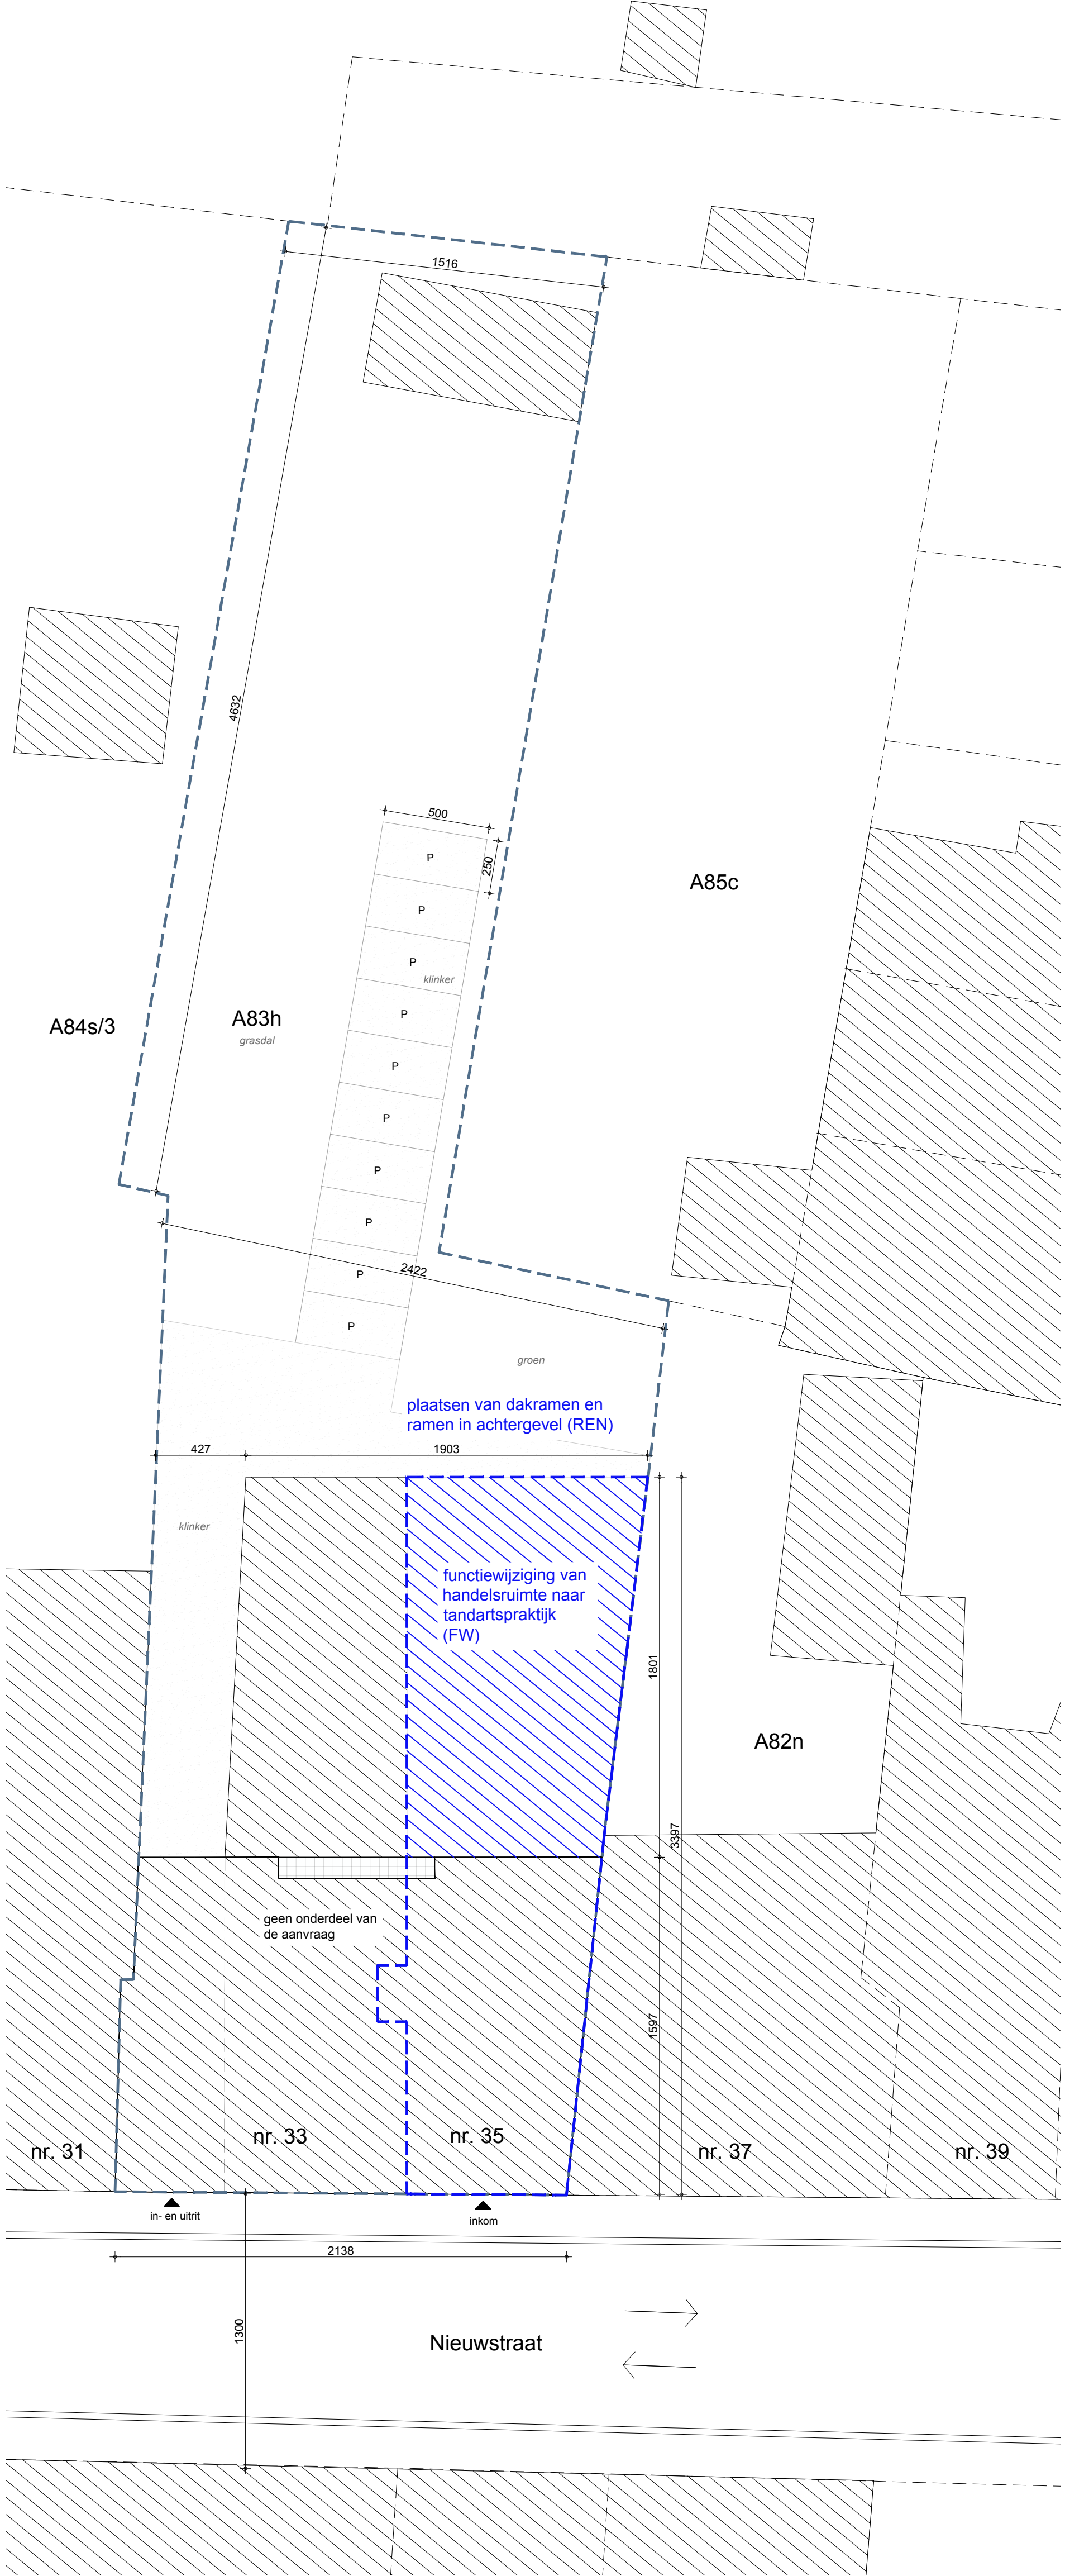 1516
4632
500
250
P
P
P
klinker
P
P
P
P
P
P
P
A85c
A84s/3
A83h
grasdal
2422
groen
plaatsen van dakramen en
ramen in achtergevel (REN)
427
1903
klinker
functiewijziging van
handelsruimte naar
tandartspraktijk
(FW)
1801
A82n
3397
geen onderdeel van
de aanvraag
1597
nr. 31
nr. 33
nr. 35
nr. 37
nr. 39
in- en uitrit
inkom
2138
1300
Nieuwstraat